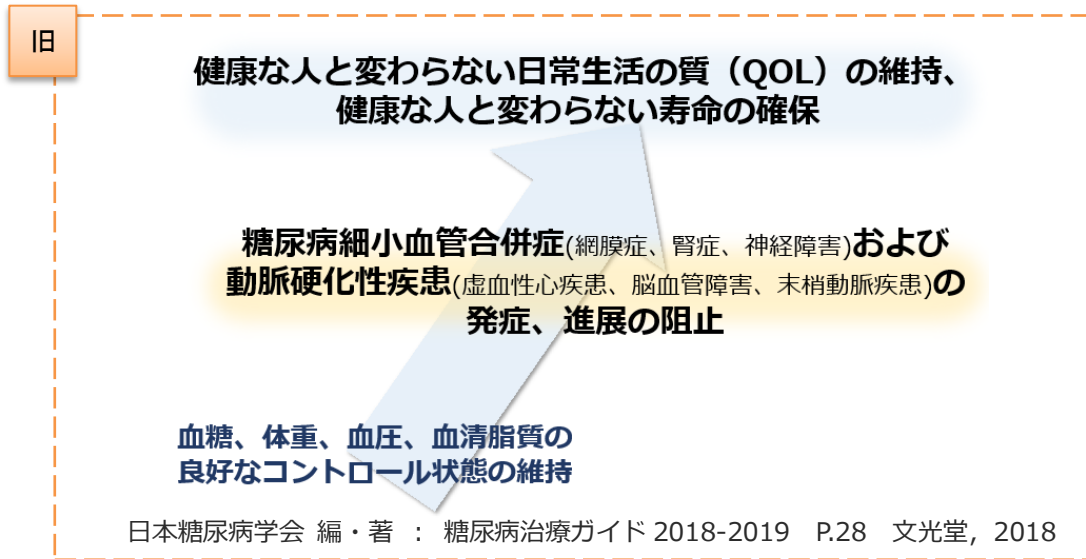 旧
健康な人と変わらない日常生活の質（QOL）の維持、
健康な人と変わらない寿命の確保
糖尿病細小血管合併症(網膜症、腎症、神経障害)および
動脈硬化性疾患(虚血性心疾患、脳血管障害、末梢動脈疾患)の
発症、進展の阻止
血糖、体重、血圧、血清脂質の
良好なコントロール状態の維持
日本糖尿病学会 編・著 ： 糖尿病治療ガイド 2018-2019 P.28 文光堂，2018